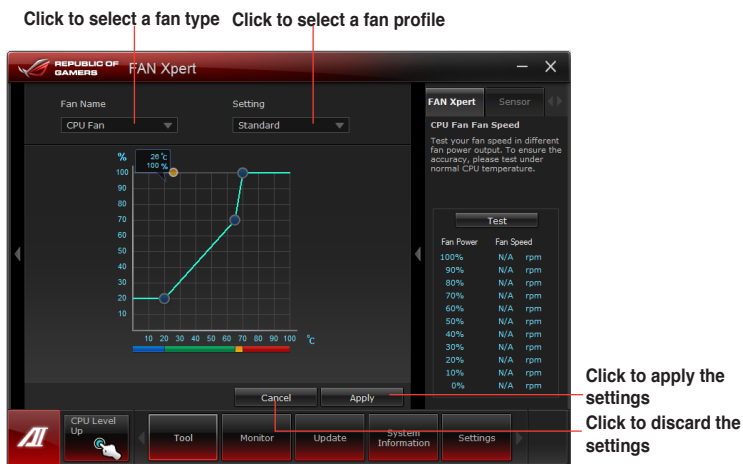 Click to select a fan type
Click to select a fan profile
REPUBLIC OF
GAMERS
FAN Xpert
Fan Name
Setting
CPU Fan
Standard
%
26 °c
100 %
100
90
80
70
60
50
40
30
20
10
10 20 30 40 50 60 70 80 90 100 °c
Cancel
Apply
FAN Xpert
Sensor
CPU Fan Fan Speed
Test your fan
speed in different
fan power output. To ensure the
accuracy, please test under
normal CPU temperature.
Test
Fan Power Fan Speed
100% N/A rpm
90% N/A rpm
80% N/A rpm
70% N/A rpm
60% N/A rpm
50% N/A rpm
40% N/A rpm
30% N/A rpm
20% N/A rpm
10% N/A rpm
0% N/A rpm
Click to apply the
settings
Click to discard the
settings
AI
CPU Level
Up
Tool
Monitor
Update
System
Information
Settings